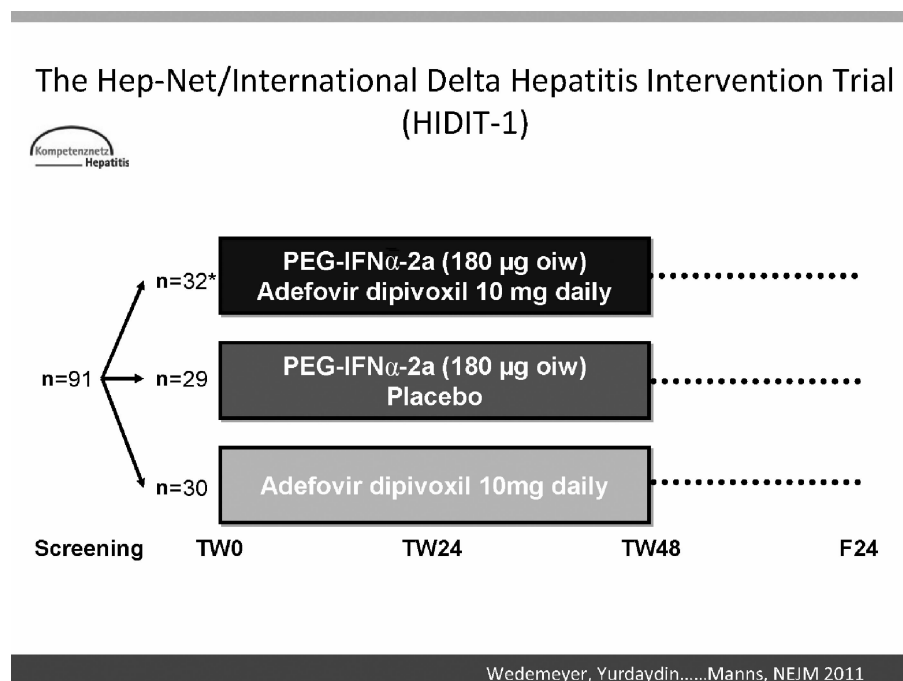 The Hep-Net/International Delta Hepatitis Intervention Trial
(HIDIT-1)
Kompetenznetz
Hepatitis
PEG-IFNα-2a (180 µg oiw)
n=32*
Adefovir dipivoxil 10 mg daily
PEG-IFNα-2a (180 µg oiw)
n=91
n=29
Placebo
n=30
Adefovir dipivoxil 10mg daily
Screening TW0 TW24 TW48 F24
Wedemeyer, Yurdaydin......Manns, NEJM 2011